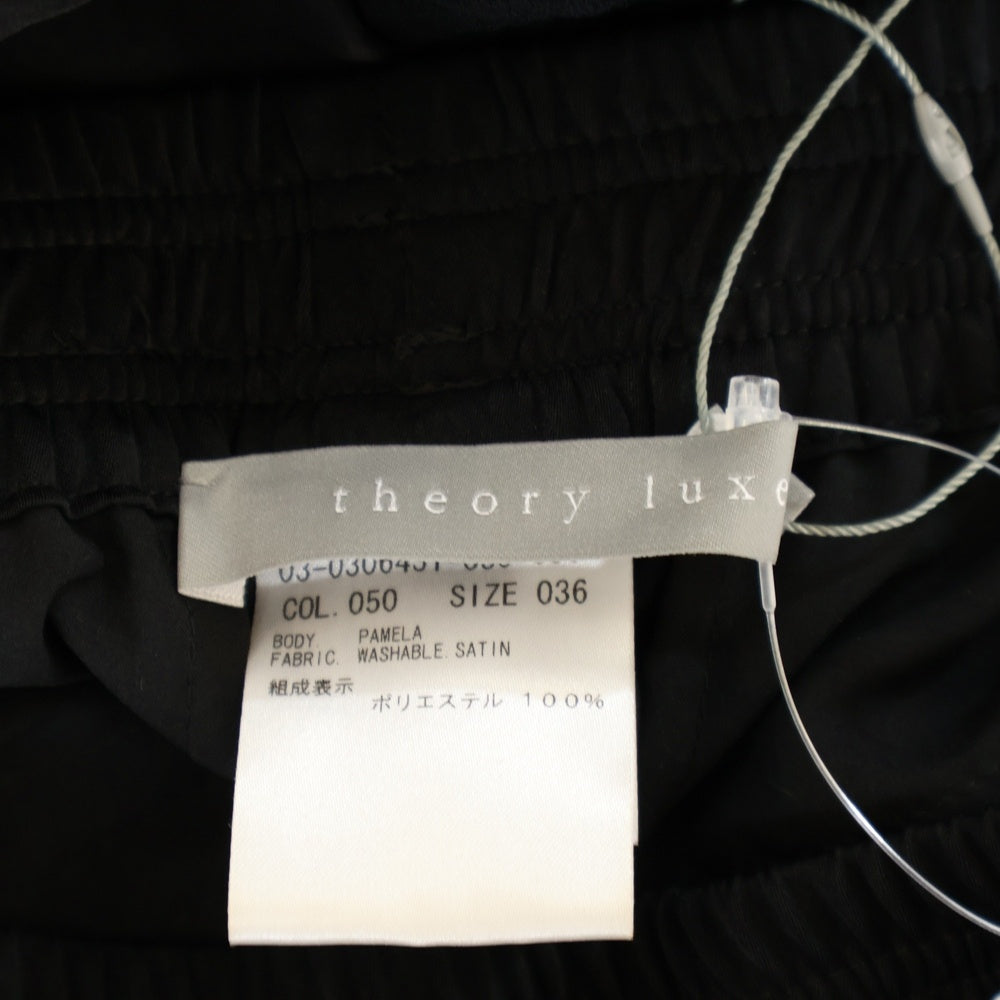 theory luxe
COL. 050 SIZE 036
BODY. PAMELA
FABRIC. WASHABLE.SATIN
組成表示
ポリエステル 100%